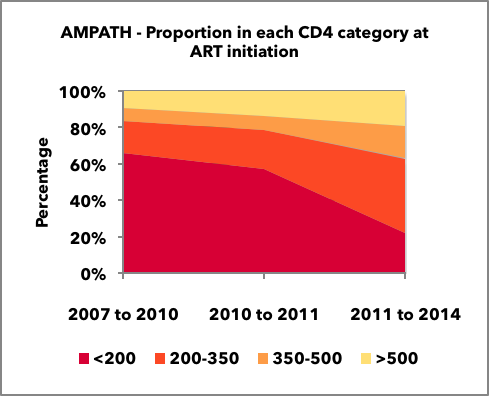 AMPATH - Proportion in each CD4 category at
ART initiation
Percentage
100%
80%
60%
40%
20%
0%
2007 to 2010 2010 to 2011 2011 to 2014
<200 200-350 350-500 >500